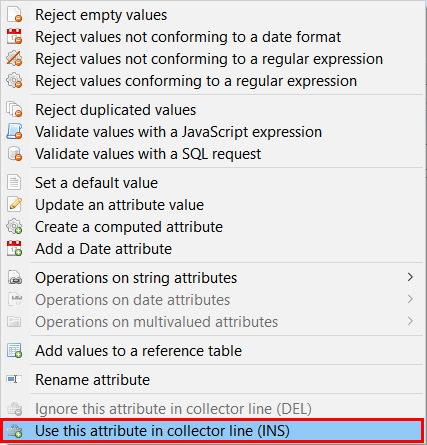 Reject empty values
Reject values not conforming to a date format
Reject values not conforming to a regular expression
Reject values conforming to a regular expression
Reject duplicated values
Validate values with a JavaScript expression
Validate values with a SQL request
Set a default value
Update an attribute value
Create a computed attribute
Add a Date attribute
Operations on string attributes
Operations on date attributes
Operations on multivalued attributes
Add values to a reference table
Rename attribute
Ignore this attribute in collector line (DEL)
Use this attribute in collector line (INS)